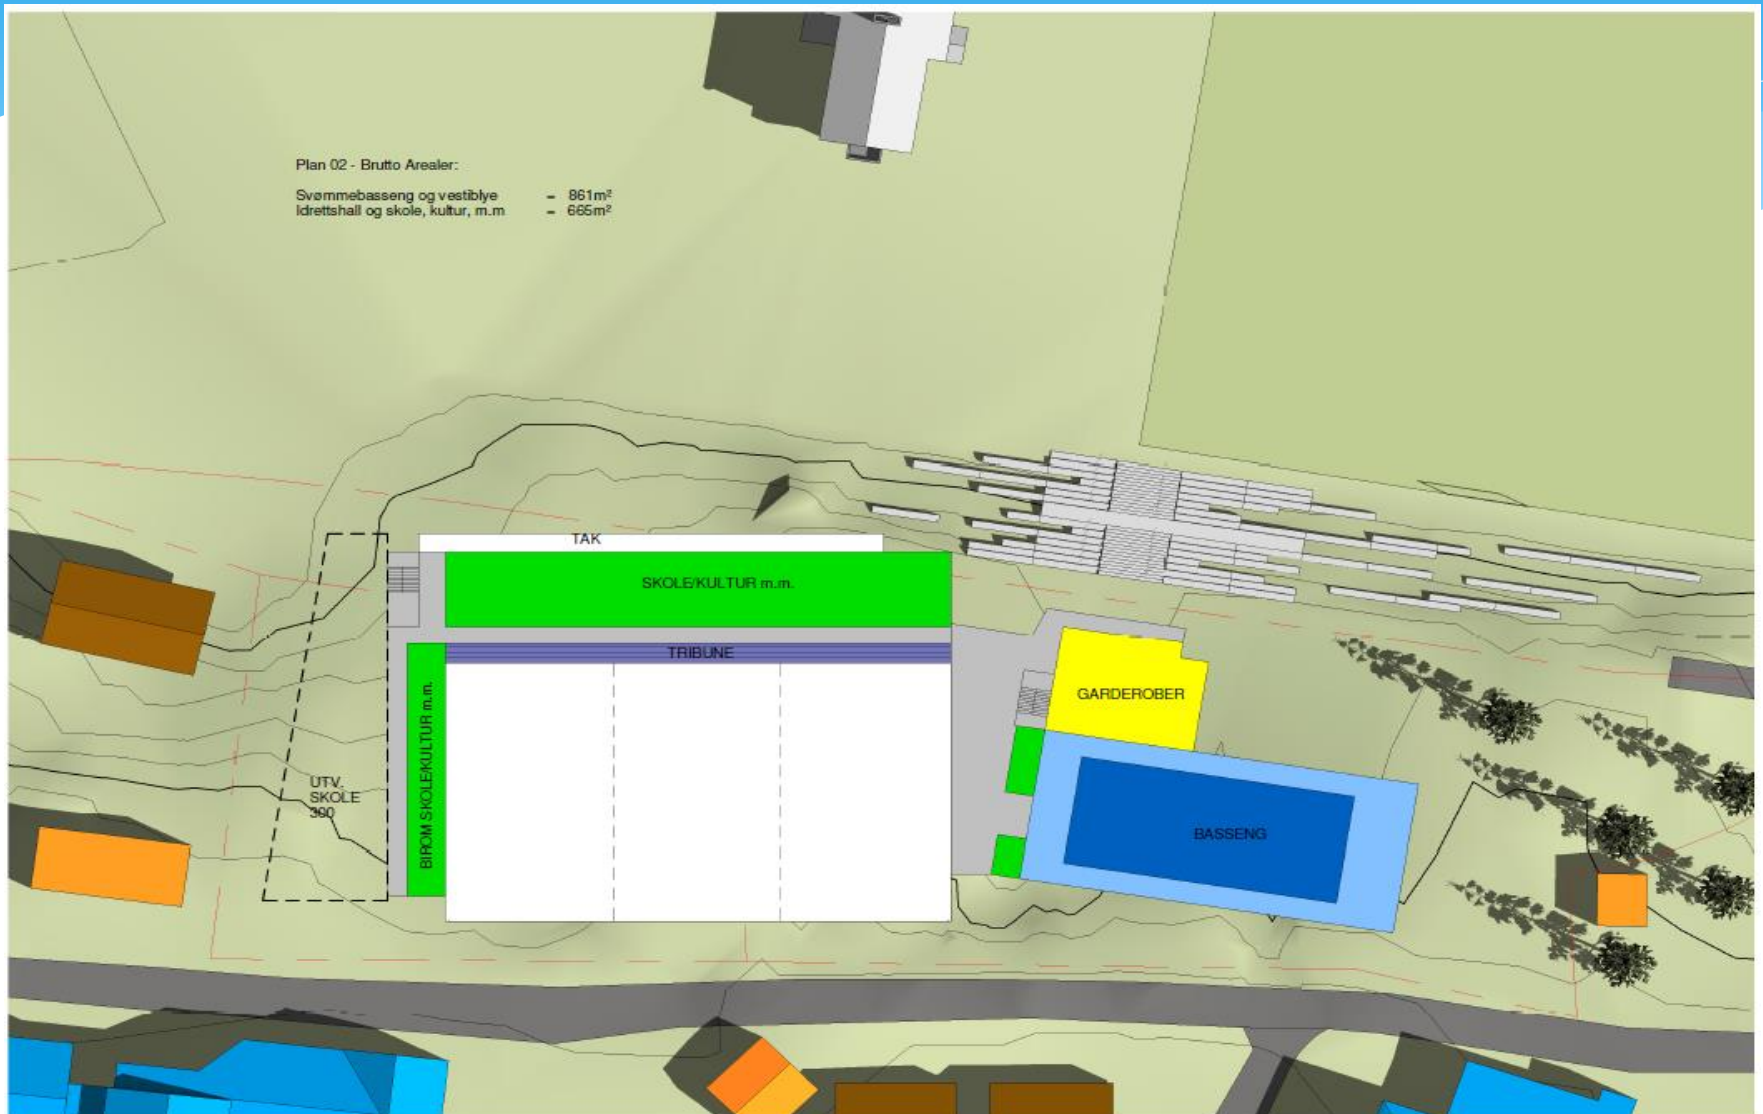 Plan 02 - Brutto Arealer:
Svømmebasseng og vestiblye = 861m²
Idrettshall og skole, kultur, m.m = 665m²
TAK
SKOLE/KULTUR m.m.
TRIBUNE
GARDEROBER
BIROM SKOLE/KULTUR m.m.
UTV.
SKOLE
300
BASSENG